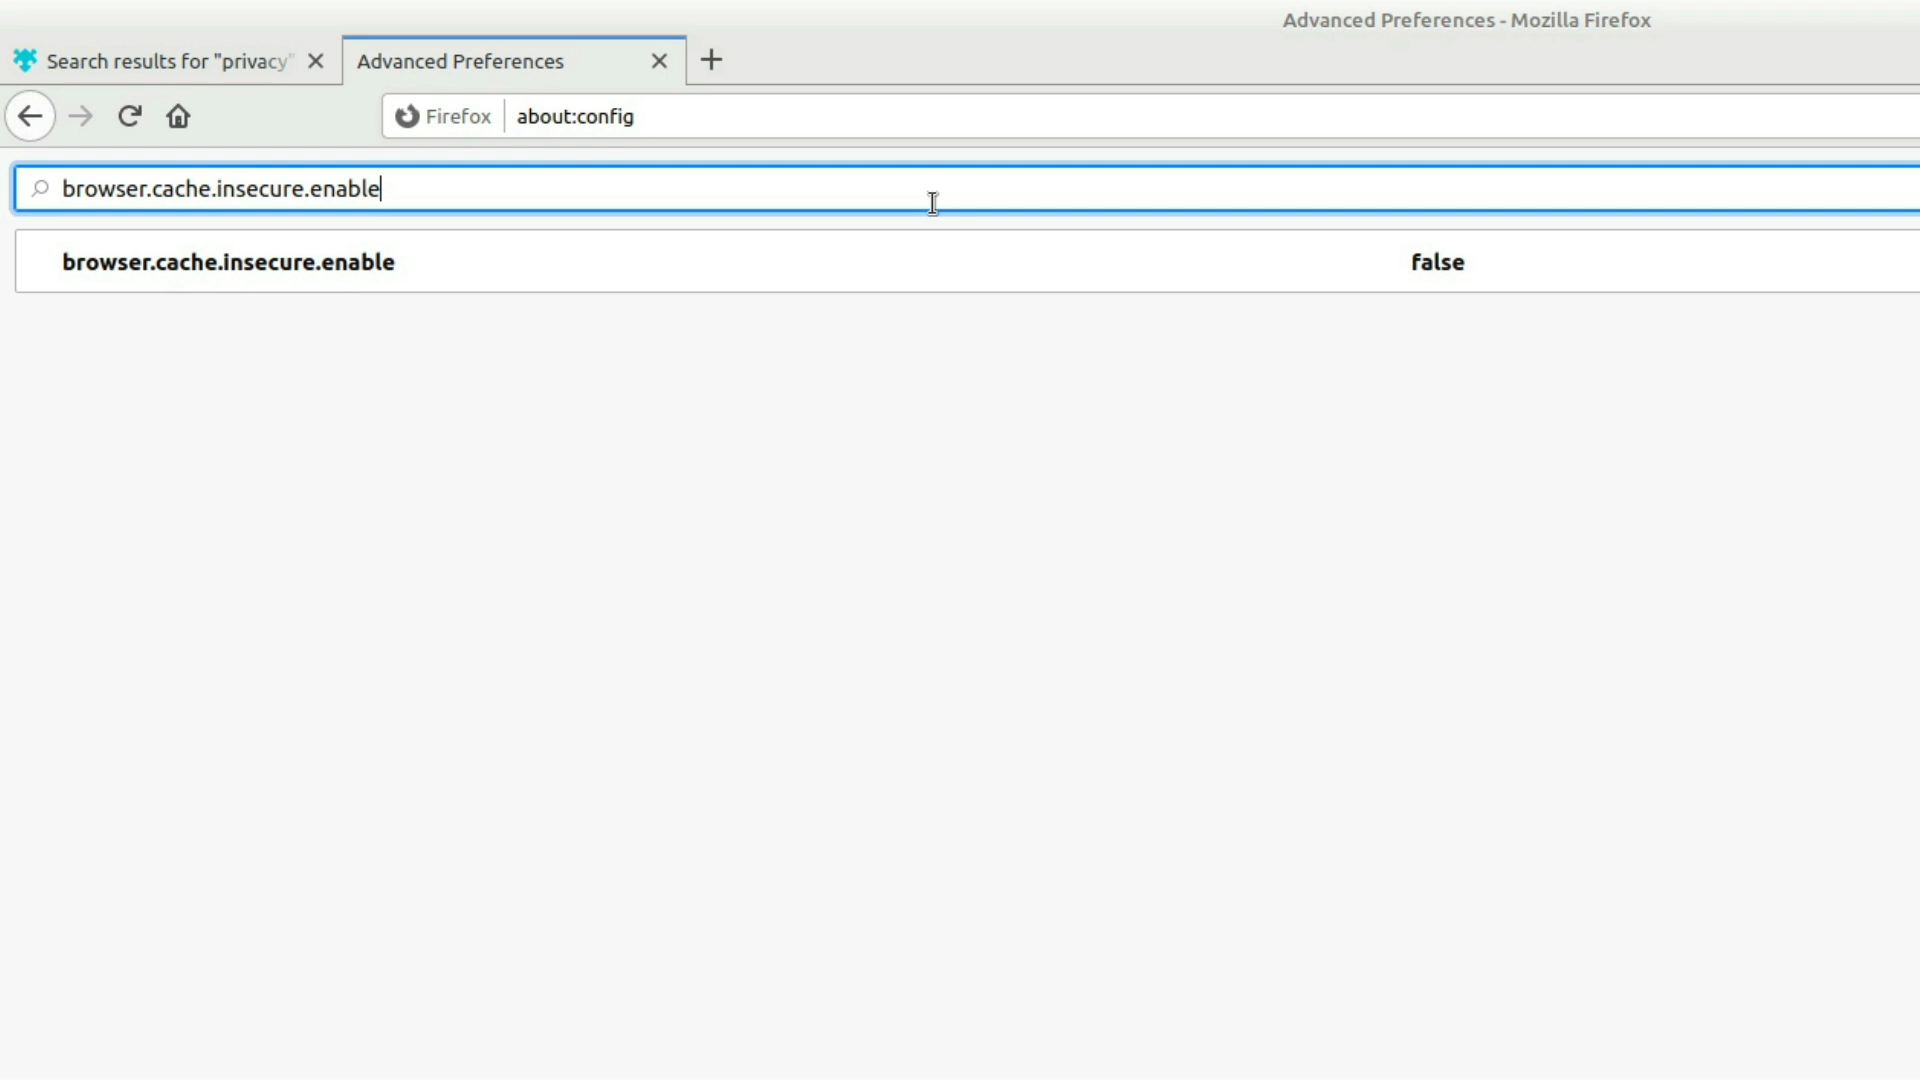 Advanced Preferences - Mozilla Firefox
Search results for "privacy"
Advanced Preferences
Firefox
about:config
browser.cache.insecure.enable
browser.cache.insecure.enable
false